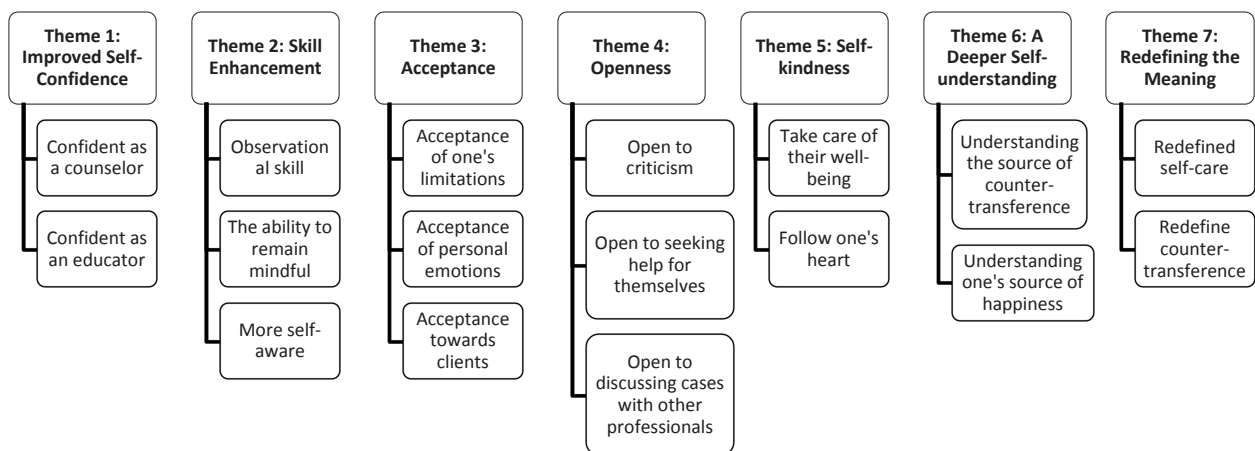 Theme 1:
Improved Self-
Confidence
Confident as
a counselor
Confident as
an educator
Theme 2: Skill
Enhancement
Observation
al skill
The ability to
remain
mindful
More self-
aware
Theme 3:
Acceptance
Acceptance
of one's
limitations
Acceptance
of personal
emotions
Acceptance
towards
clients
Theme 4:
Openness
Open to
criticism
Open to seeking
help for
themselves
Open to
discussing cases
with other
professionals
Theme 5: Self-
kindness
Take care of
their well-
being
Follow one's
heart
Theme 6: A
Deeper Self-
understanding
Understanding
the source of
counter-
transference
Understanding
one's source of
happiness
Theme 7:
Redefining the
Meaning
Redefined
self-care
Redefine
counter-
transference